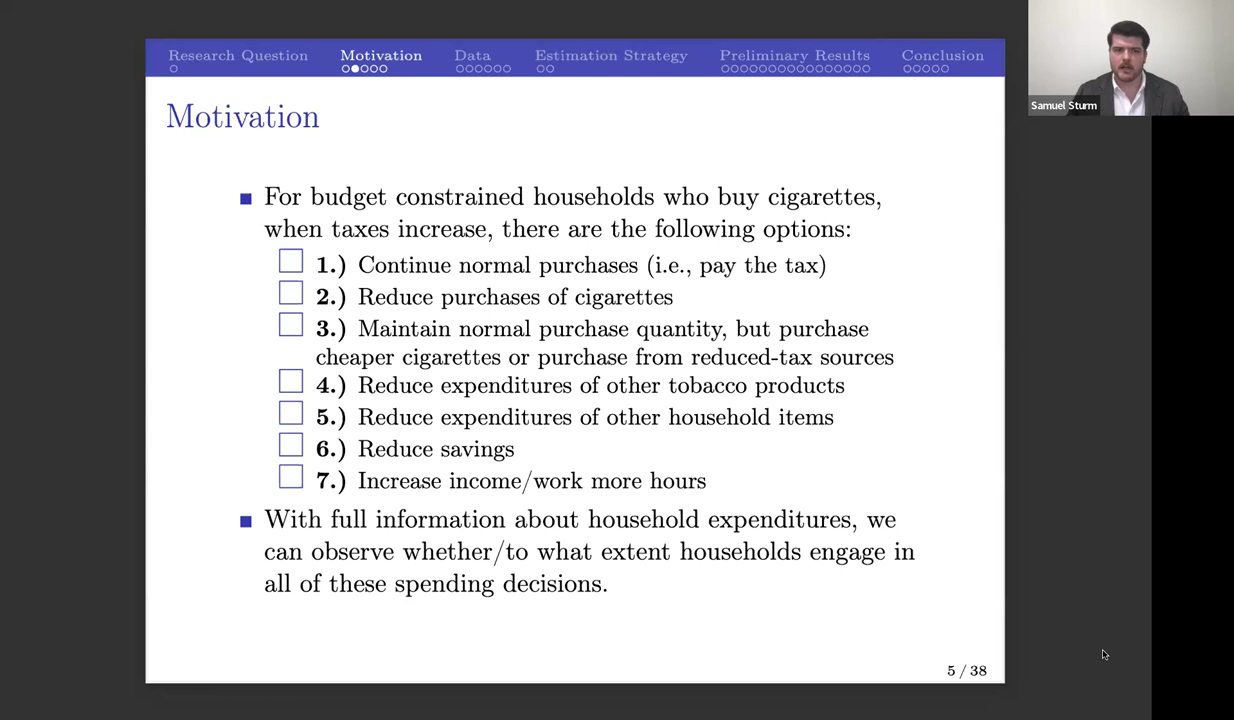 Research Question Motivation Data Estimation Strategy Preliminary Results Conclusion
Samuel Sturm
Motivation
For budget constrained households who buy cigarettes,
when taxes increase, there are the following options:
1.) Continue normal purchases (i.e., pay the tax)
2.) Reduce purchases of cigarettes
3.) Maintain normal purchase quantity, but purchase
cheaper cigarettes or purchase from reduced-tax sources
4.) Reduce expenditures of other tobacco products
5.) Reduce expenditures of other household items
6.) Reduce savings
7.) Increase income/work more hours
With full information about household expenditures, we
can observe whether/to what extent households engage in
all of these spending decisions.
5 / 38